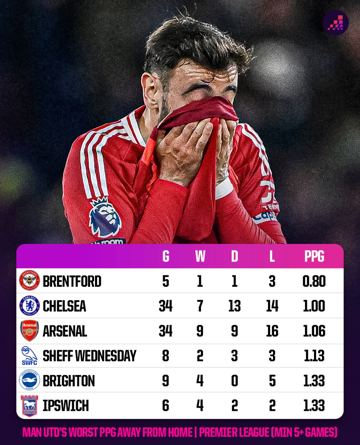 G W D L PPG
BRENTFORD 5 1 1 3 0.80
CHELSEA 34 7 13 14 1.00
ARSENAL 34 9 9 16 1.06
SHEFF WEDNESDAY 8 2 3 3 1.13
BRIGHTON 9 4 0 5 1.33
IPSWICH 6 4 2 2 1.33
MAN UTD'S WORST PPG AWAY FROM HOME | PREMIER LEAGUE (MIN 5+ GAMES)